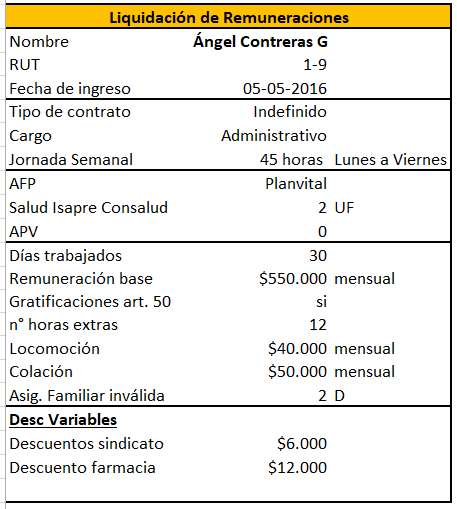 Liquidación de Remuneraciones
Nombre Ángel Contreras G
RUT 1-9
Fecha de ingreso 05-05-2016
Tipo de contrato Indefinido
Cargo Administrativo
Jornada Semanal 45 horas Lunes a Viernes
AFP Planvital
Salud Isapre Consalud 2 UF
APV 0
Días trabajados 30
Remuneración base $550.000 mensual
Gratificaciones art. 50 si
n° horas extras 12
Locomoción $40.000 mensual
Colación $50.000 mensual
Asig. Familiar inválida 2 D
Desc Variables
Descuentos sindicato $6.000
Descuento farmacia $12.000